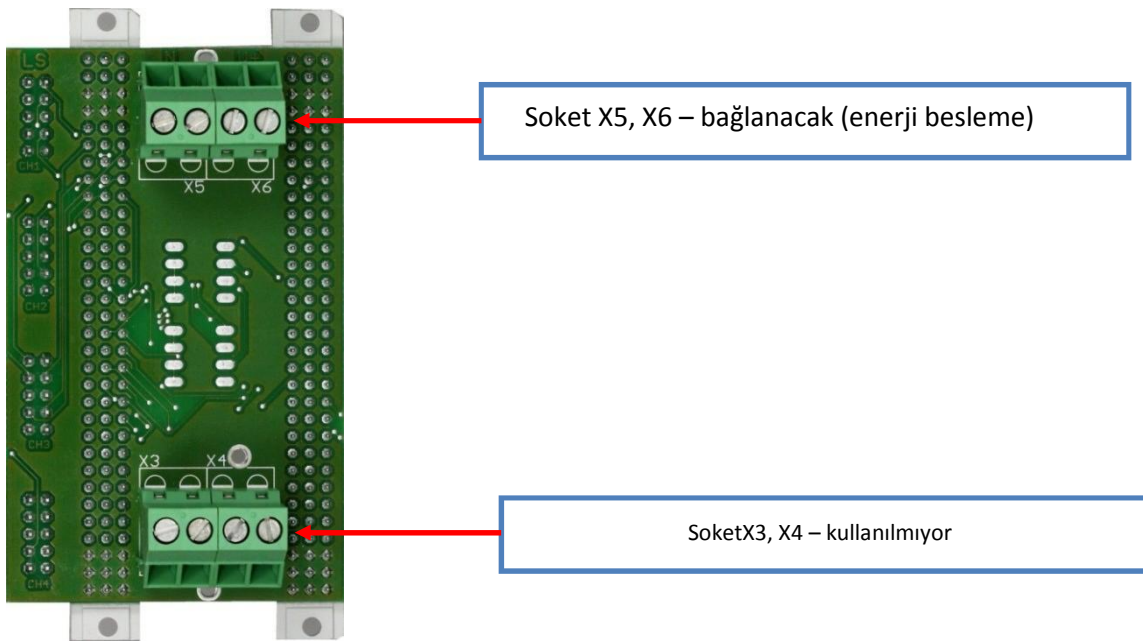 LS
Soket X5, X6 – bağlanacak (enerji besleme)
CH1
X5 X6
CH2
CH3
X3 X4
SoketX3, X4 – kullanılmıyor
CH4